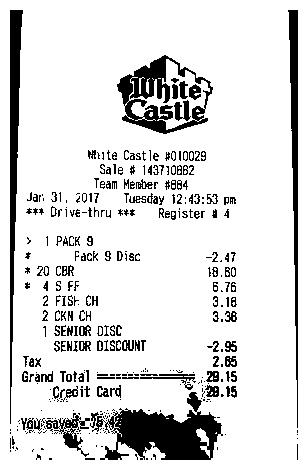 White
Castle
White Castle #010029
Sale # 143710862
Team Member #884
Jan 31, 2017 Tuesday 12:43:53 pm
*** Drive-thru *** Register # 4
> 1 PACK 9
* Pack 9 Disc -2.47
* 20 CBR 18.60
* 4 S FF 6.76
2 FISH CH 3.18
2 CKN CH 3.38
1 SENIOR DISC
SENIOR DISCOUNT -2.95
Tax 2.65
Grand Total ============== 29.15
Credit Card 29.15
You saved